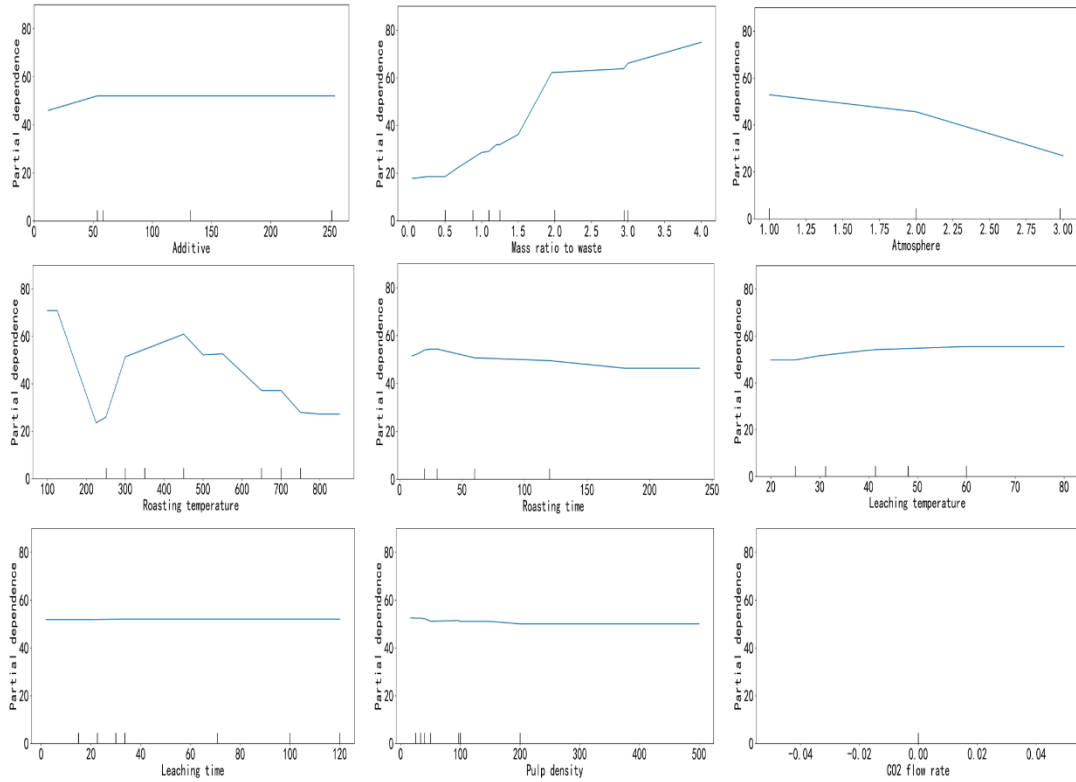 Partial dependence
80
60
40
20
0
0 50 100 150 200 250
Additive
Partial dependence
80
60
40
20
0
0.0 0.5 1.0 1.5 2.0 2.5 3.0 3.5 4.0
Mass ratio to waste
Partial dependence
80
60
40
20
0
1.00 1.25 1.50 1.75 2.00 2.25 2.50 2.75 3.00
Atmosphere
Partial dependence
80
60
40
20
0
100 200 300 400 500 600 700 800
Roasting temperature
Partial dependence
80
60
40
20
0
0 50 100 150 200 250
Roasting time
Partial dependence
80
60
40
20
0
20 30 40 50 60 70 80
Leaching temperature
Partial dependence
80
60
40
20
0
0 20 40 60 80 100 120
Leaching time
Partial dependence
80
60
40
20
0
0 100 200 300 400 500
Pulp density
Partial dependence
80
60
40
20
0
-0.04 -0.02 0.00 0.02 0.04
CO2 flow rate